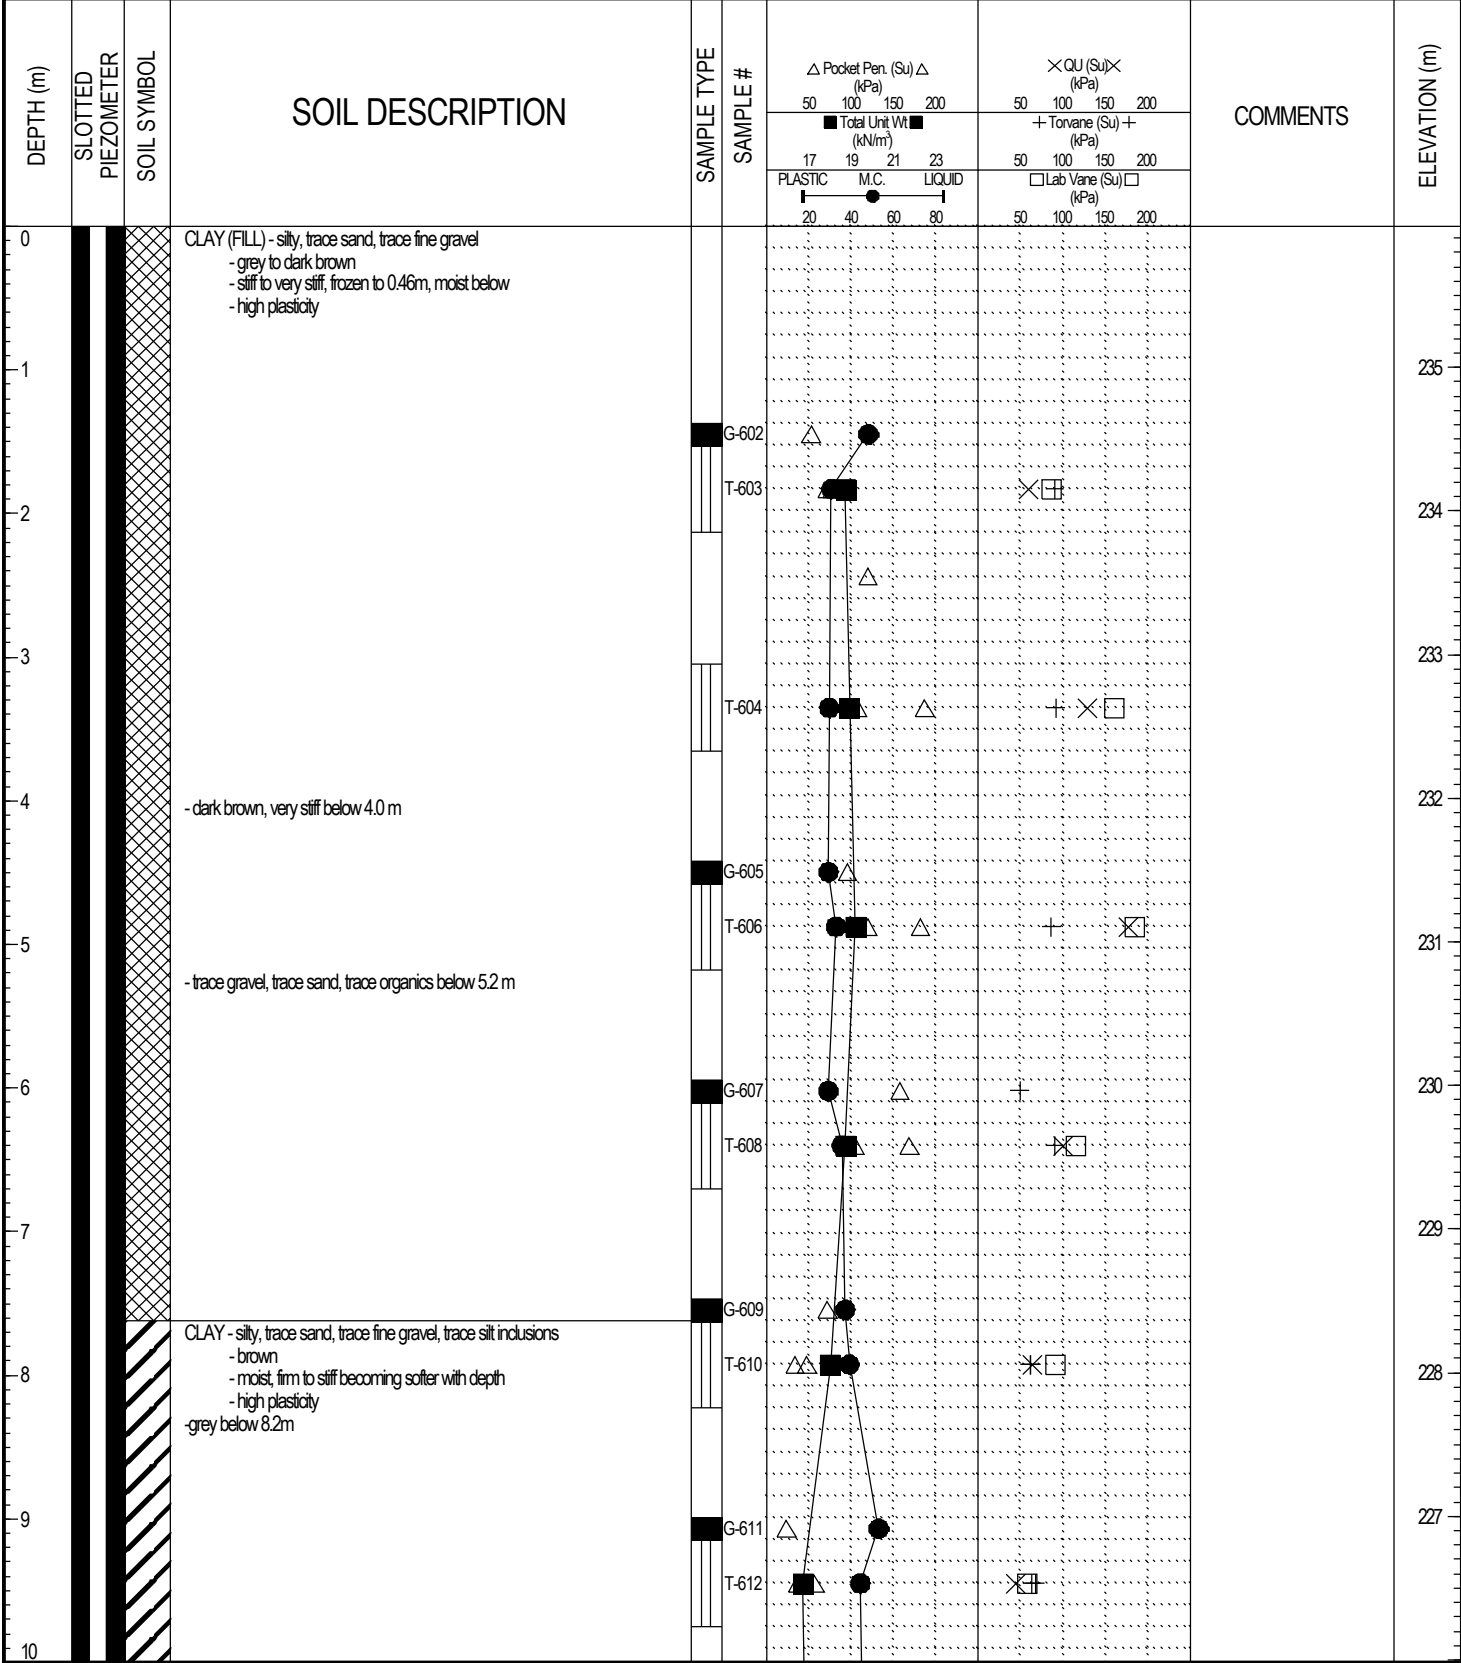 DEPTH (m)
SLOTTED
PIEZOMETER
SOIL SYMBOL
SOIL DESCRIPTION
SAMPLE TYPE
SAMPLE #
△ Pocket Pen. (Su) △
(kPa)
50 100 150 200
■ Total Unit Wt ■
(kN/m³)
17 19 21 23
PLASTIC M.C. LIQUID
20 40 60 80
× QU (Su) ×
(kPa)
50 100 150 200
+ Torvane (Su) +
(kPa)
50 100 150 200
□ Lab Vane (Su) □
(kPa)
50 100 150 200
COMMENTS
ELEVATION (m)
0
CLAY (FILL) - silty, trace sand, trace fine gravel
- grey to dark brown
- stiff to very stiff, frozen to 0.46m, moist below
- high plasticity
1
235
G-602
T-603
2
234
3
233
T-604
4
- dark brown, very stiff below 4.0 m
232
G-605
T-606
5
231
- trace gravel, trace sand, trace organics below 5.2 m
6
G-607
230
T-608
7
229
G-609
CLAY - silty, trace sand, trace fine gravel, trace silt inclusions
- brown
- moist, firm to stiff becoming softer with depth
- high plasticity
-grey below 8.2m
T-610
8
228
9
227
G-611
T-612
10